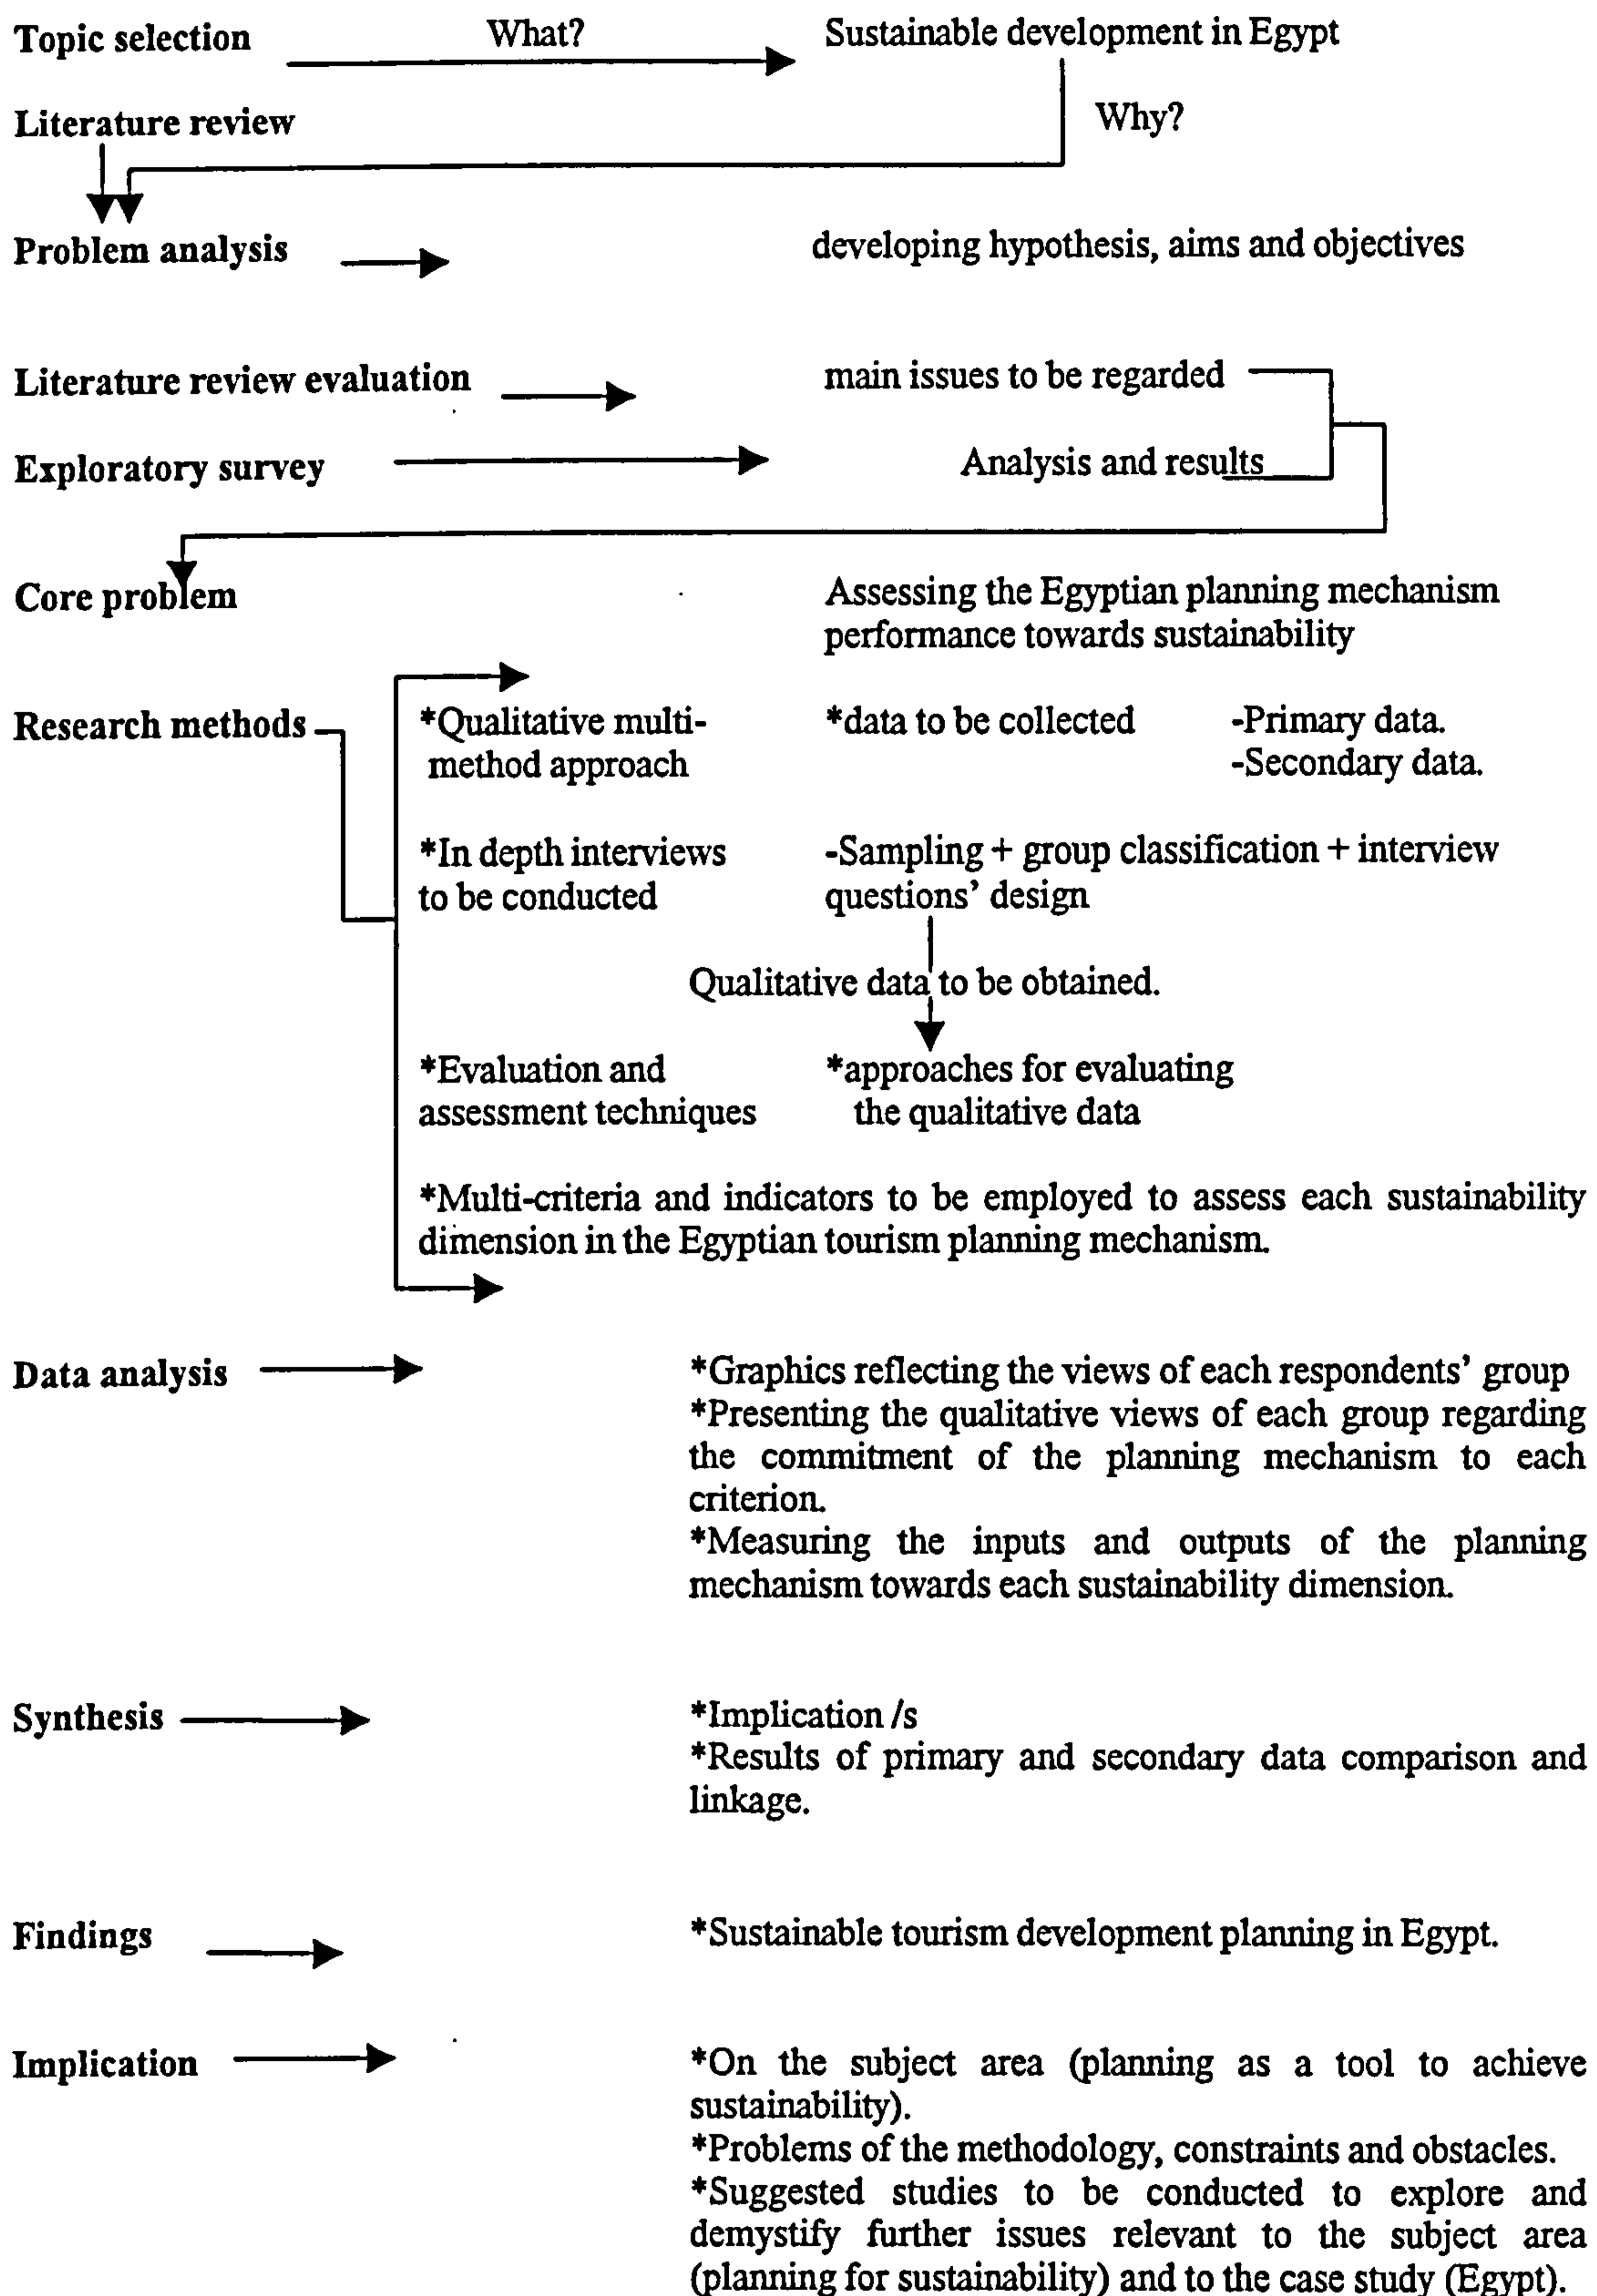 Topic selection What? Sustainable development in Egypt
Literature review Why?
Problem analysis developing hypothesis, aims and objectives
Literature review evaluation main issues to be regarded
Exploratory survey Analysis and results
Core problem Assessing the Egyptian planning mechanism
performance towards sustainability
Research methods *Qualitative multi- *data to be collected -Primary data.
method approach -Secondary data.
*In depth interviews -Sampling + group classification + interview
to be conducted questions’ design
Qualitative data to be obtained.
*Evaluation and *approaches for evaluating
assessment techniques the qualitative data
*Multi-criteria and indicators to be employed to assess each sustainability
dimension in the Egyptian tourism planning mechanism.
Data analysis *Graphics reflecting the views of each respondents’ group
*Presenting the qualitative views of each group regarding
the commitment of the planning mechanism to each
criterion.
*Measuring the inputs and outputs of the planning
mechanism towards each sustainability dimension.
Synthesis *Implication /s
*Results of primary and secondary data comparison and
linkage.
Findings *Sustainable tourism development planning in Egypt.
Implication *On the subject area (planning as a tool to achieve
sustainability).
*Problems of the methodology, constraints and obstacles.
*Suggested studies to be conducted to explore and
demystify further issues relevant to the subject area
(planning for sustainability) and to the case study (Egypt).